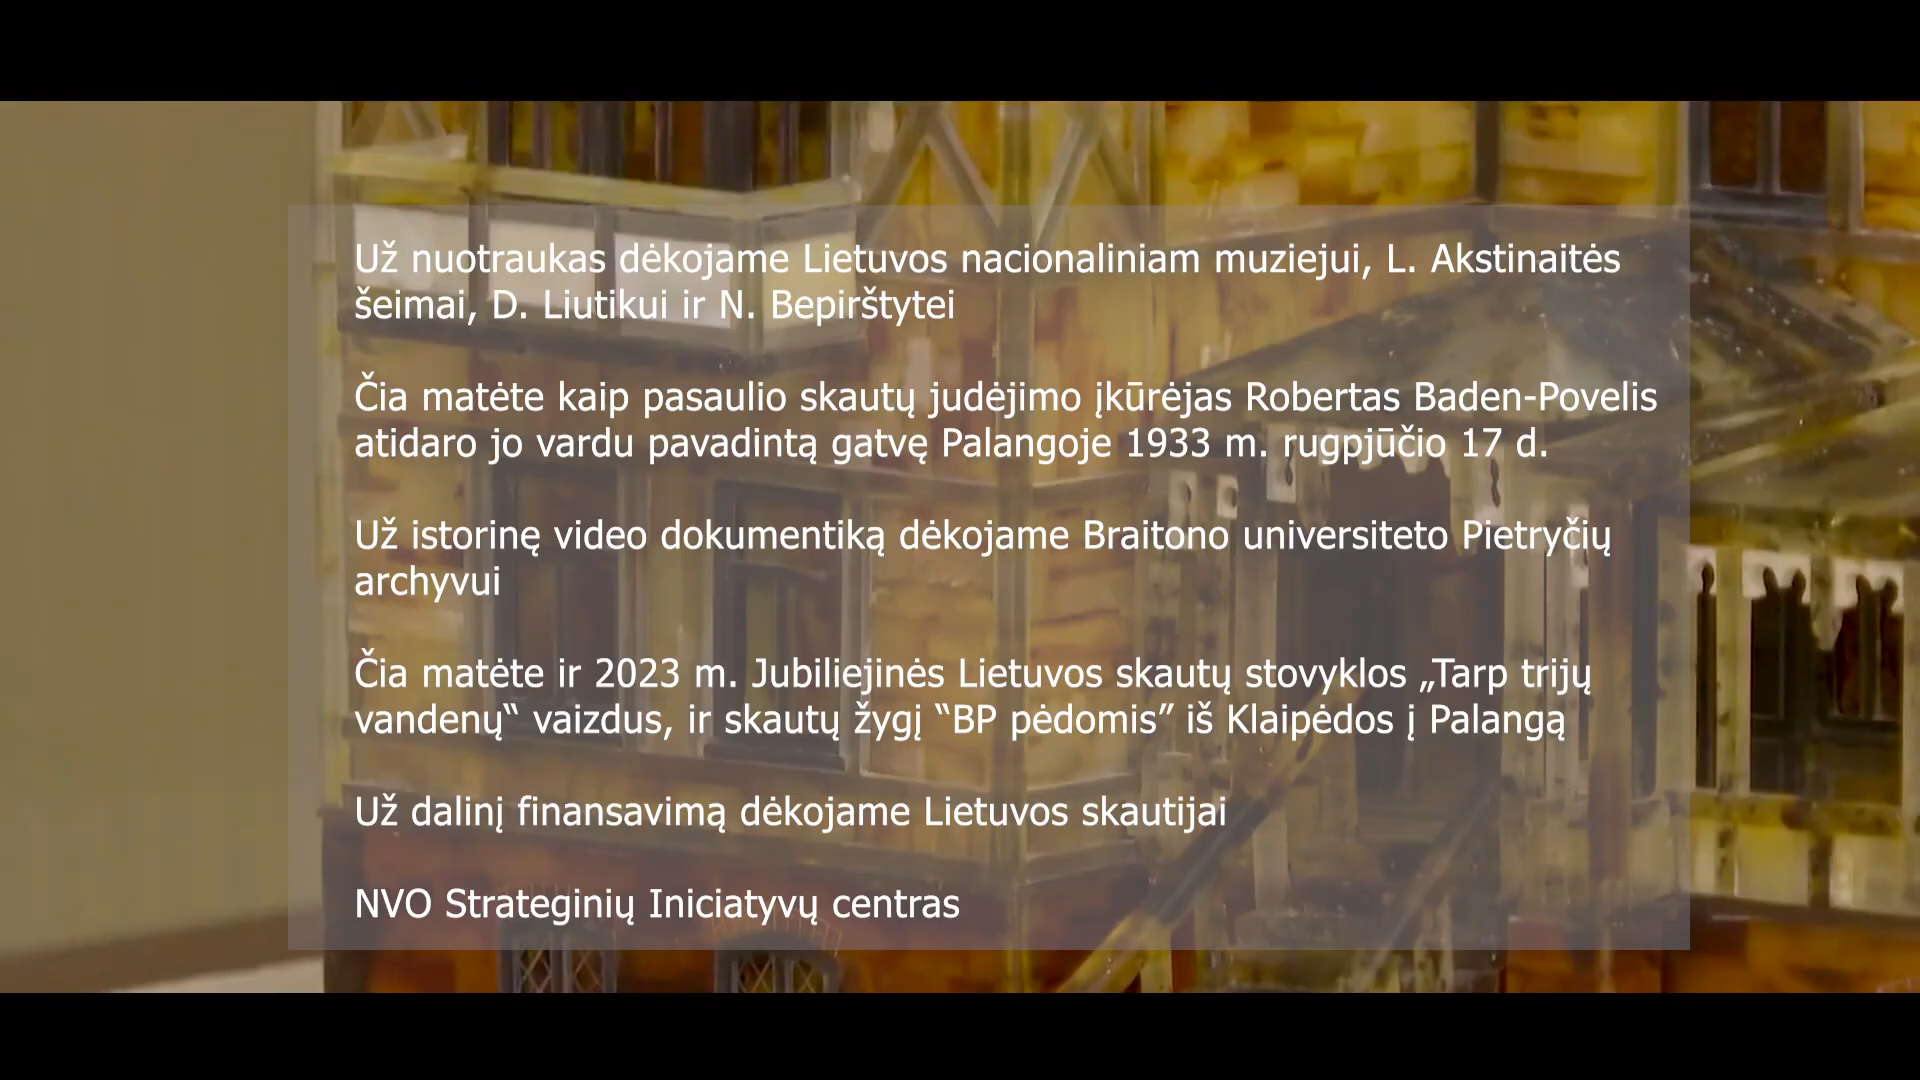 Už nuotraukas dėkojame Lietuvos nacionaliniam muziejui, L. Akstinaitės
šeimai, D. Liutikui ir N. Bepirštytei
Čia matėte kaip pasaulio skautų judėjimo įkūrėjas Robertas Baden-Povelis
atidaro jo vardu pavadintą gatvę Palangoje 1933 m. rugpjūčio 17 d.
Už istorinę video dokumentiką dėkojame Braitono universiteto Pietryčių
archyvui
Čia matėte ir 2023 m. Jubiliejinės Lietuvos skautų stovyklos „Tarp trijų
vandenų“ vaizdus, ir skautų žygį “BP pėdomis” iš Klaipėdos į Palangą
Už dalinį finansavimą dėkojame Lietuvos skautijai
NVO Strateginių Iniciatyvų centras